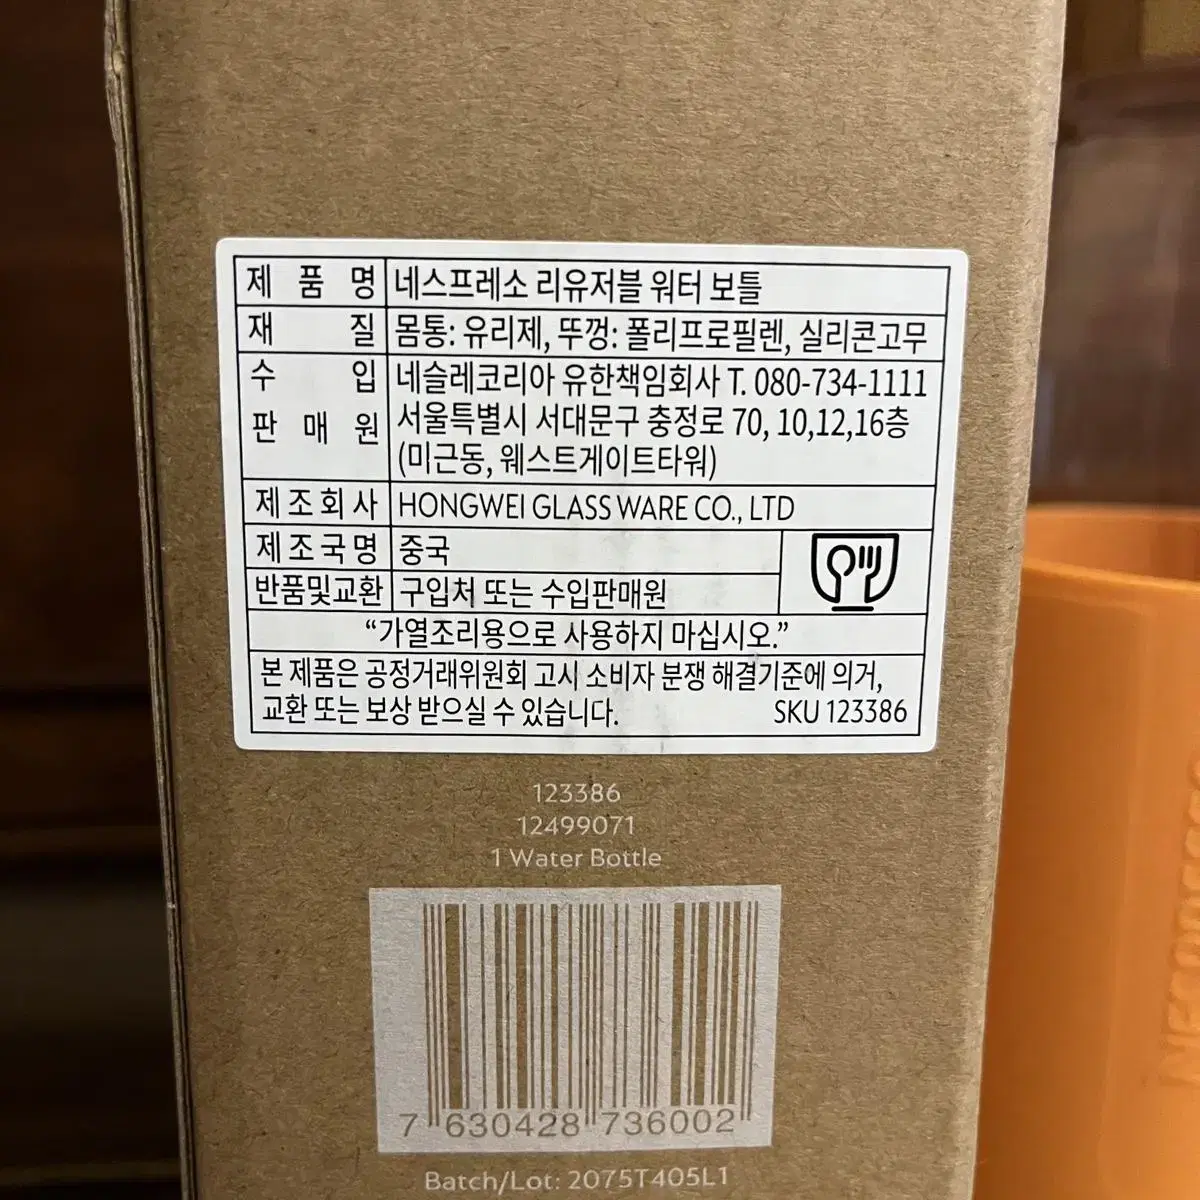 제 품 명 네스프레소 리유저블 워터 보틀
재 질 몸통: 유리제, 뚜껑: 폴리프로필렌, 실리콘고무
수 입 판 매 원 네슬레코리아 유한책임회사 T. 080-734-1111
서울특별시 서대문구 충정로 70, 10,12,16층
(미근동, 웨스트게이트타워)
제조회사 HONGWEI GLASS WARE CO., LTD
제조국명 중국
반품및교환 구입처 또는 수입판매원
“가열조리용으로 사용하지 마십시오.”
본 제품은 공정거래위원회 고시 소비자 분쟁 해결기준에 의거,
교환 또는 보상 받으실 수 있습니다. SKU 123386
123386
12499071
1 Water Bottle
7 630428 736002
Batch/Lot: 2075T405L1